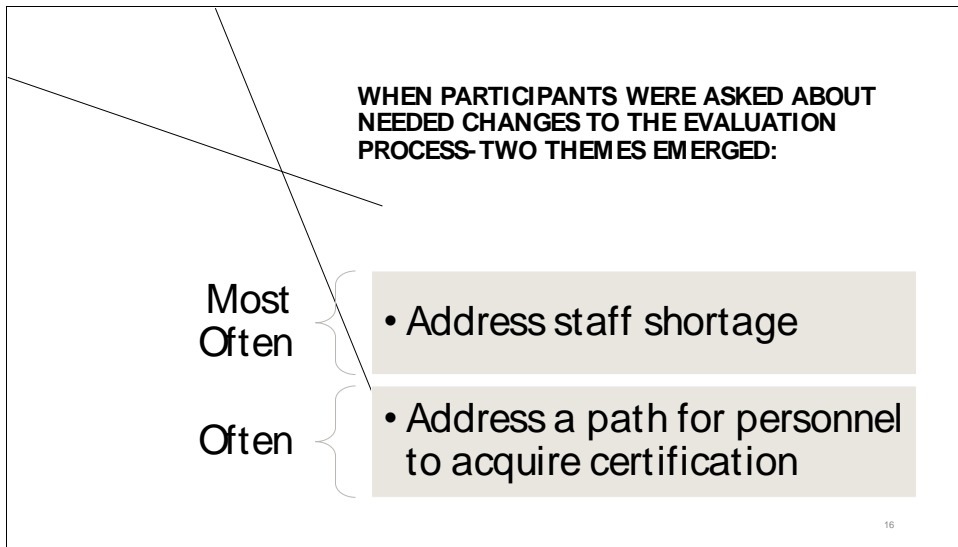 WHEN PARTICIPANTS WERE ASKED ABOUT
NEEDED CHANGES TO THE EVALUATION
PROCESS- TWO THEMES EMERGED:
Most
Often
• Address staff shortage
Often
• Address a path for personnel
to acquire certification
16